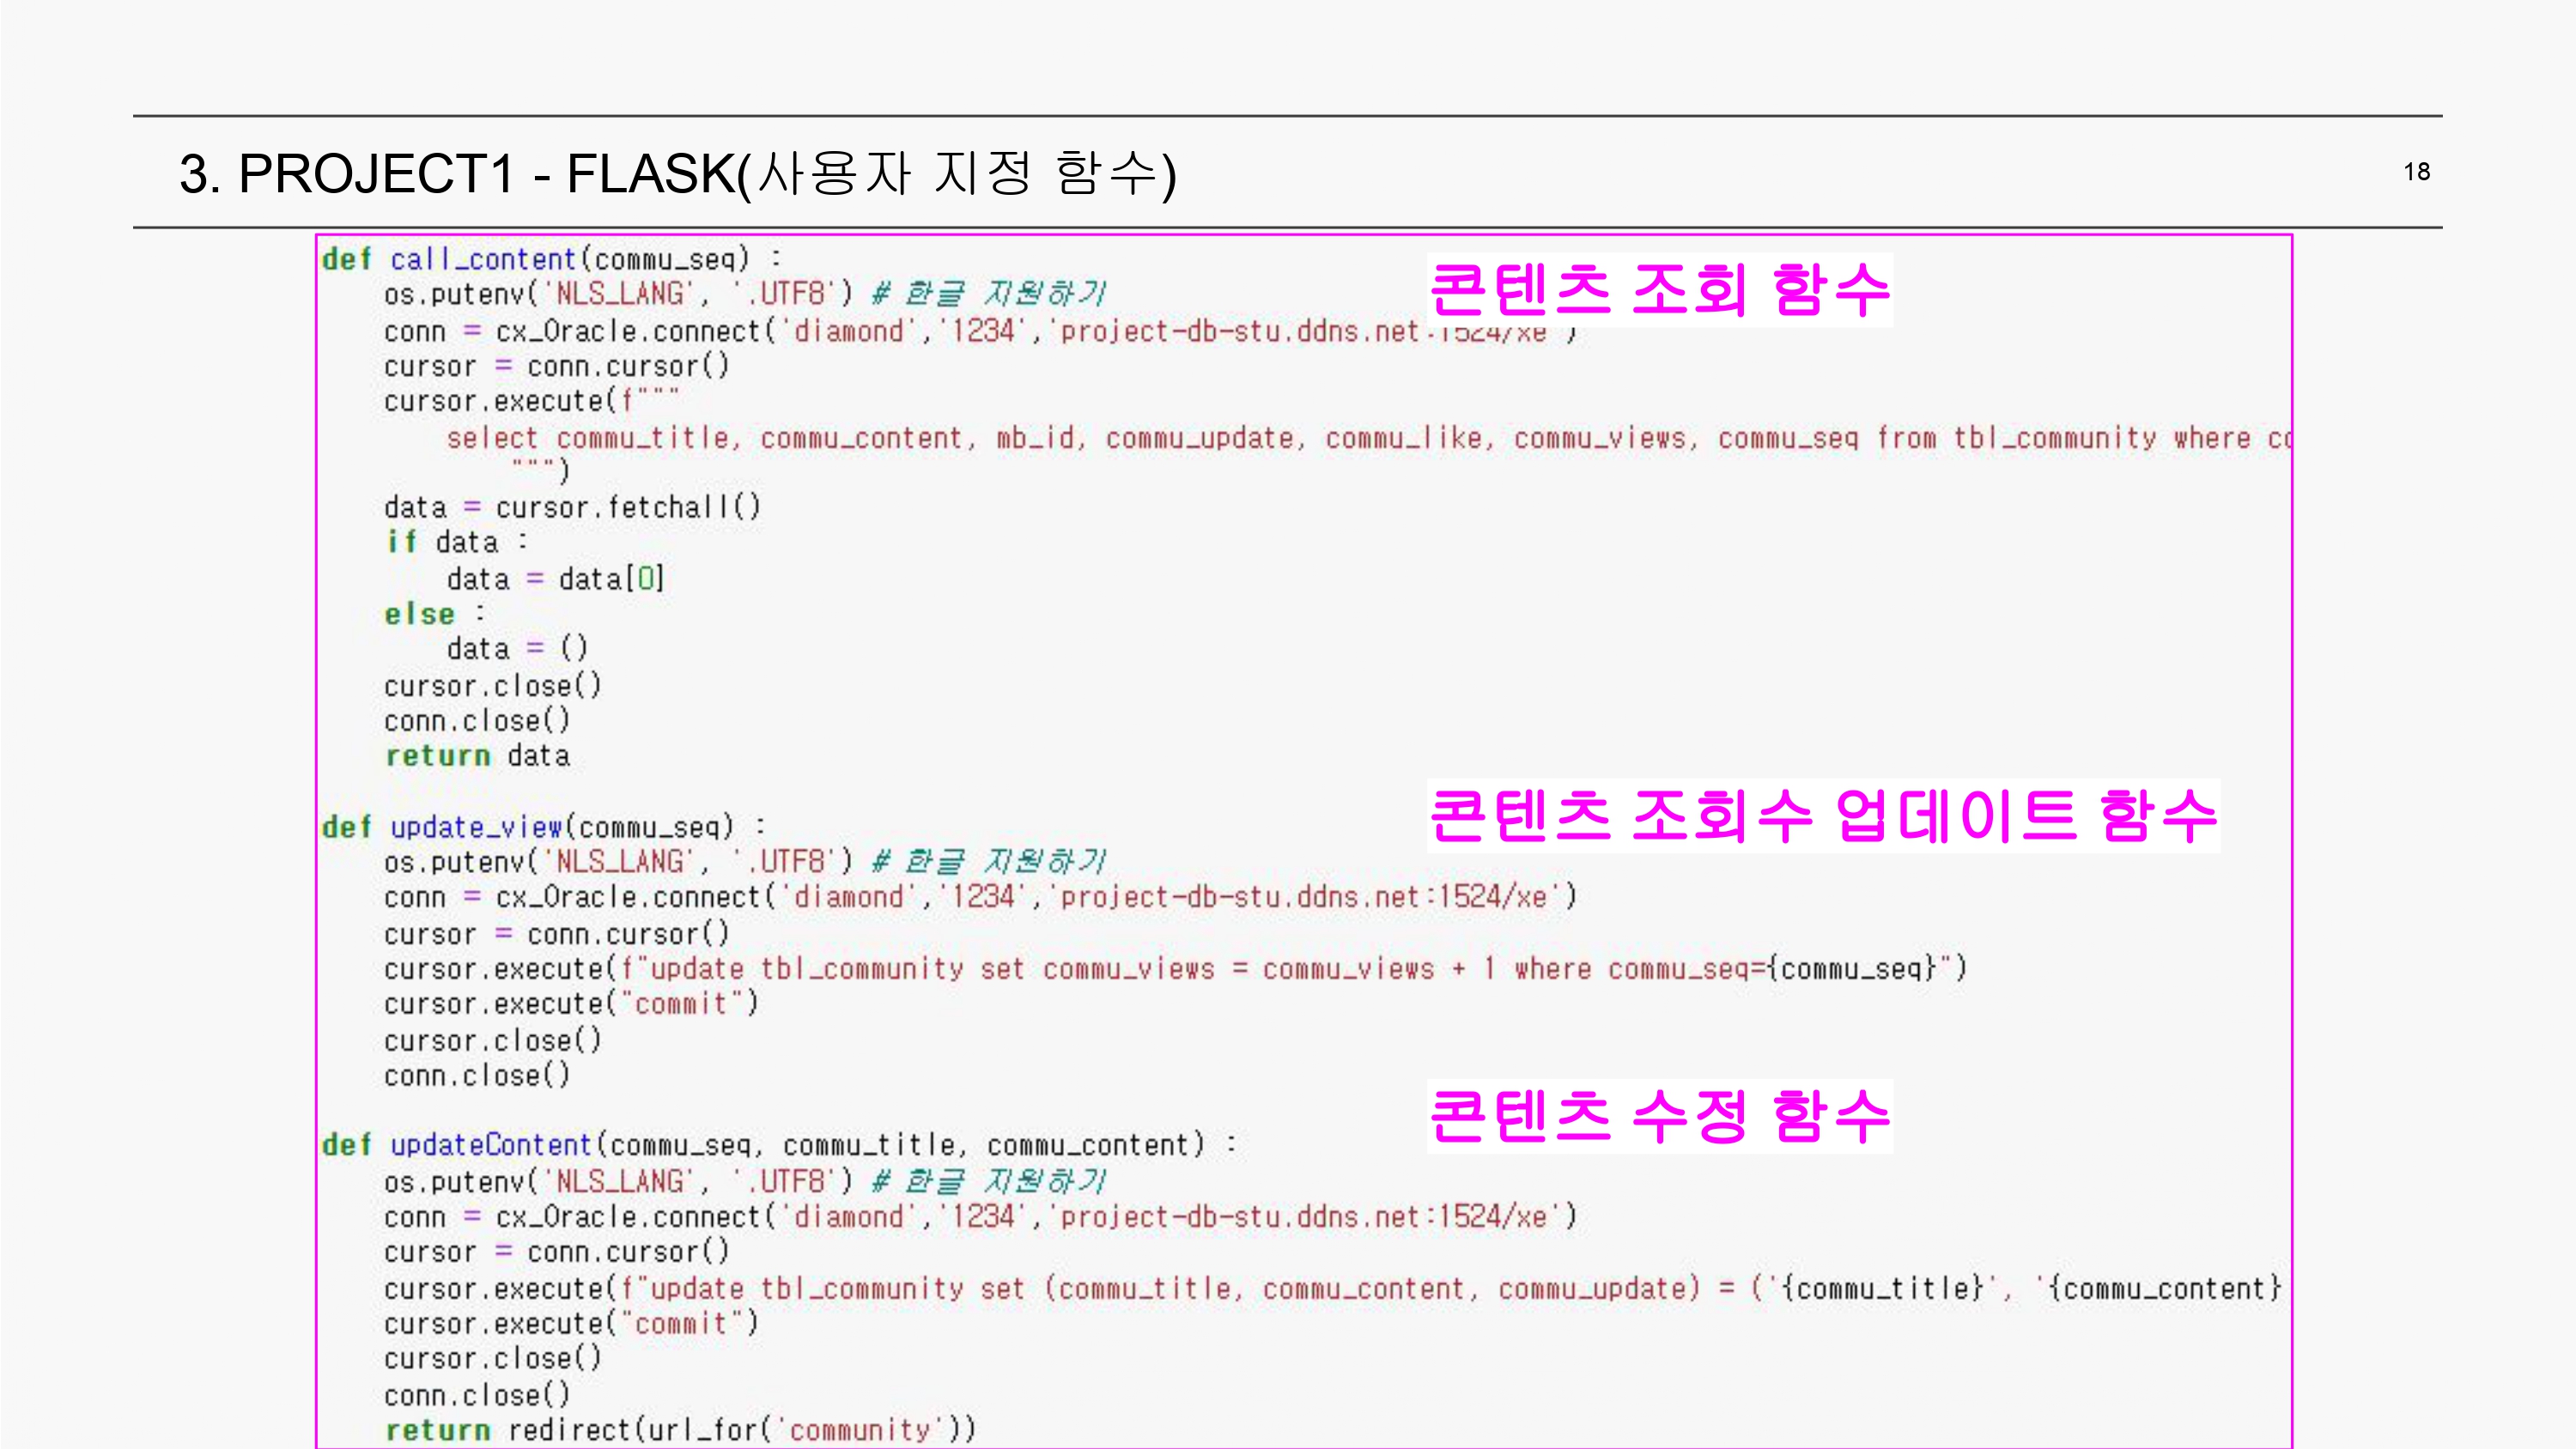 3. PROJECT1 - FLASK(사용자 지정 함수)
18
def call_content(commu_seq) :
콘텐츠 조회 함수
os.putenv('NLS_LANG', '.UTF8') # 한글 지원하기
conn = cx_Oracle.connect('diamond','1234','project-db-stu.ddns.net:1524/xe')
cursor = conn.cursor()
cursor.execute(f"""
select commu_title, commu_content, mb_id, commu_update, commu_like, commu_views, commu_seq from tbl_community where
""")
data = cursor.fetchall()
if data :
data = data[0]
else :
data = ()
cursor.close()
conn.close()
return data
콘텐츠 조회수 업데이트 함수
def update_view(commu_seq) :
os.putenv('NLS_LANG', '.UTF8') # 한글 지원하기
conn = cx_Oracle.connect('diamond','1234','project-db-stu.ddns.net:1524/xe')
cursor = conn.cursor()
cursor.execute(f"update tbl_community set commu_views = commu_views + 1 where commu_seq={commu_seq}")
cursor.execute("commit")
cursor.close()
conn.close()
콘텐츠 수정 함수
def updateContent(commu_seq, commu_title, commu_content) :
os.putenv('NLS_LANG', '.UTF8') # 한글 지원하기
conn = cx_Oracle.connect('diamond','1234','project-db-stu.ddns.net:1524/xe')
cursor = conn.cursor()
cursor.execute(f"update tbl_community set (commu_title, commu_content, commu_update) = ('{commu_title}', '{commu_content}
cursor.execute("commit")
cursor.close()
conn.close()
return redirect(url_for('community'))